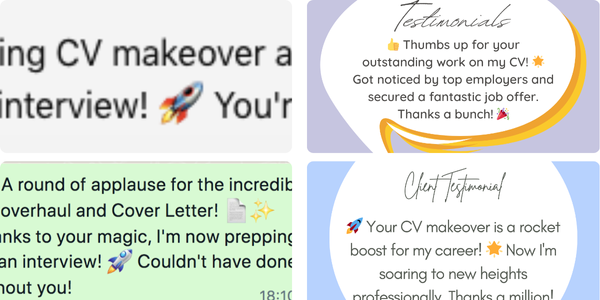 ing CV makeover a
interview! 🚀 You'r
Testimonials
👍 Thumbs up for your
outstanding work on my CV! 🌟
Got noticed by top employers and
secured a fantastic job offer.
Thanks a bunch! 🎉
A round of applause for the incredib
overhaul and Cover Letter! 📄✨
nks to your magic, I'm now prepping
an interview! 🚀 Couldn't have done
hout you!
18:10
Client Testimonial
🚀 Your CV makeover is a rocket
boost for my career! 🌟 Now I'm
soaring to new heights
professionally. Thanks a million!